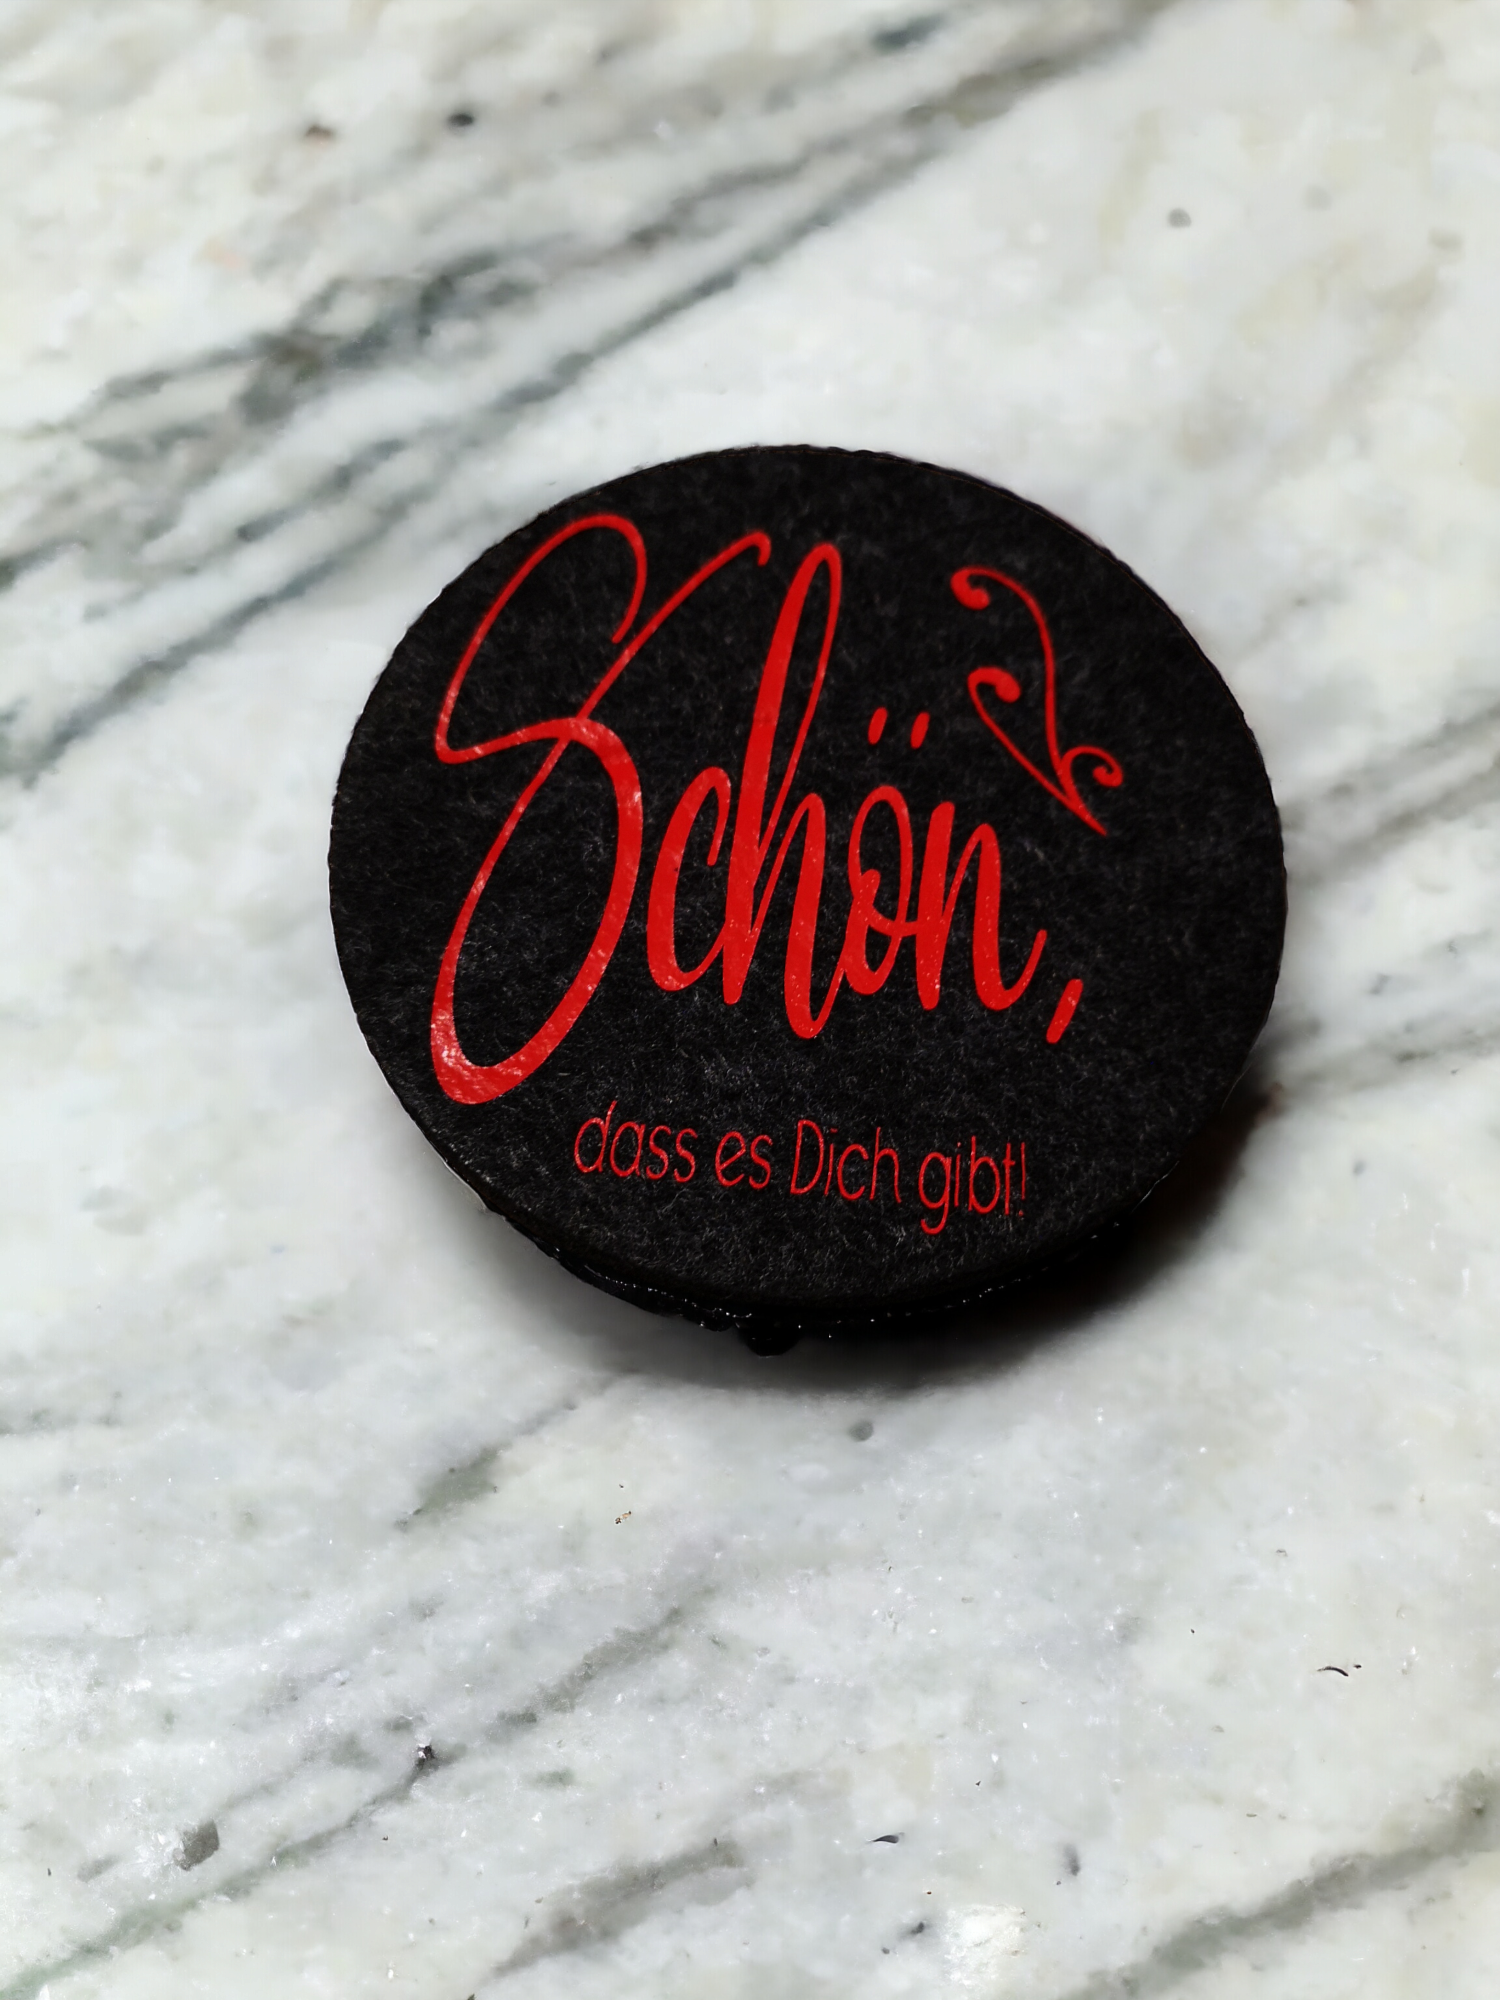 Schön,
dass es Dich gibt!